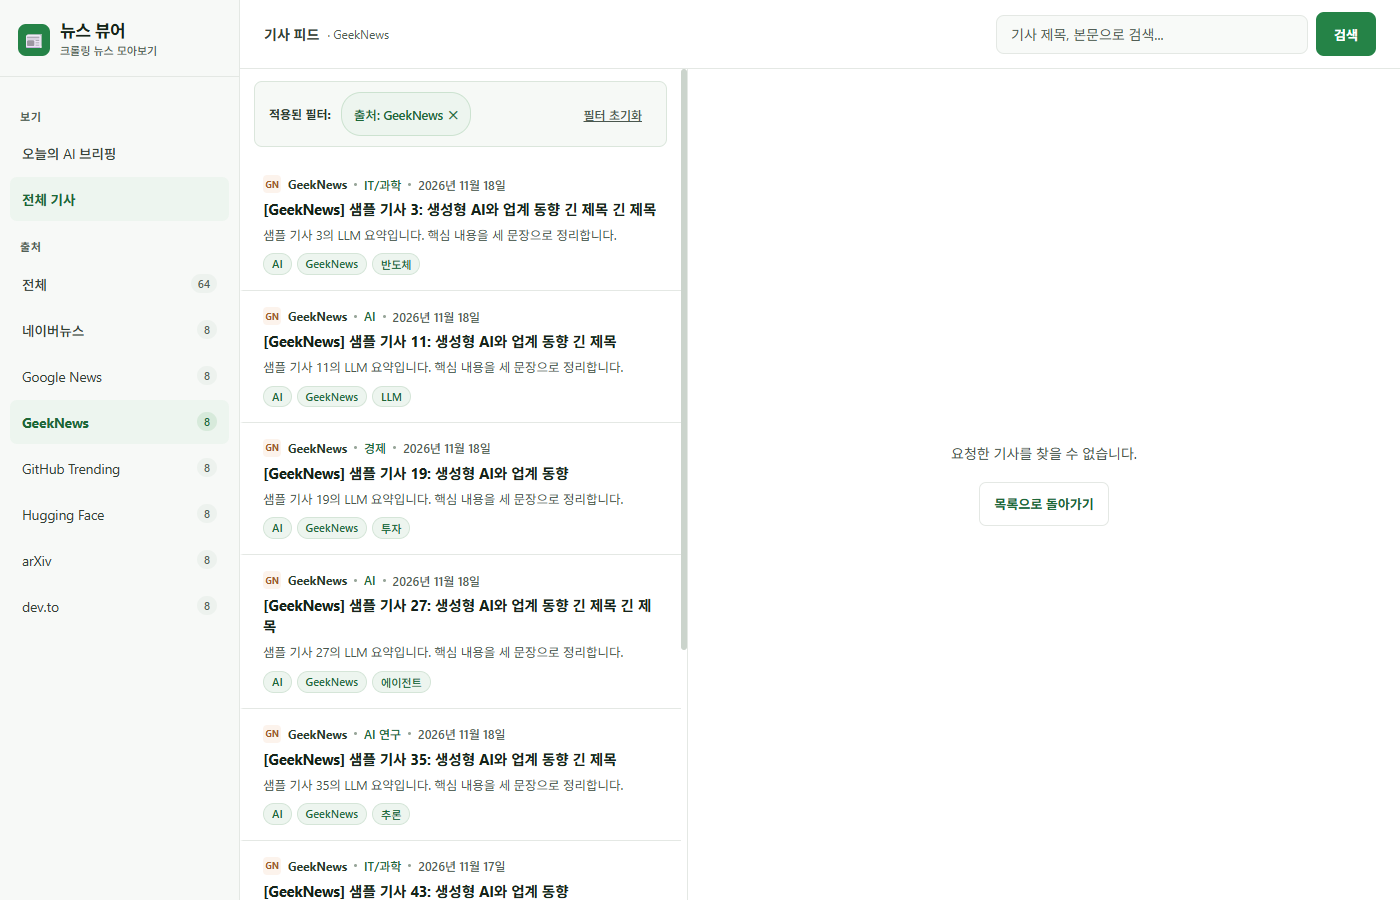 뉴스 뷰어
크롤링 뉴스 모아보기
보기
오늘의 AI 브리핑
전체 기사
출처
전체 64
네이버뉴스 8
Google News 8
GeekNews 8
GitHub Trending 8
Hugging Face 8
arXiv 8
dev.to 8
기사 피드 · GeekNews
기사 제목, 본문으로 검색...
검색
적용된 필터: 출처: GeekNews ✕ 필터 초기화
GN GeekNews • IT/과학 • 2026년 11월 18일
[GeekNews] 샘플 기사 3: 생성형 AI와 업계 동향 긴 제목 긴 제목
샘플 기사 3의 LLM 요약입니다. 핵심 내용을 세 문장으로 정리합니다.
AI GeekNews 반도체
GN GeekNews • AI • 2026년 11월 18일
[GeekNews] 샘플 기사 11: 생성형 AI와 업계 동향 긴 제목
샘플 기사 11의 LLM 요약입니다. 핵심 내용을 세 문장으로 정리합니다.
AI GeekNews LLM
GN GeekNews • 경제 • 2026년 11월 18일
[GeekNews] 샘플 기사 19: 생성형 AI와 업계 동향
샘플 기사 19의 LLM 요약입니다. 핵심 내용을 세 문장으로 정리합니다.
AI GeekNews 투자
GN GeekNews • AI • 2026년 11월 18일
[GeekNews] 샘플 기사 27: 생성형 AI와 업계 동향 긴 제목 긴 제
목
샘플 기사 27의 LLM 요약입니다. 핵심 내용을 세 문장으로 정리합니다.
AI GeekNews 에이전트
GN GeekNews • AI 연구 • 2026년 11월 18일
[GeekNews] 샘플 기사 35: 생성형 AI와 업계 동향 긴 제목
샘플 기사 35의 LLM 요약입니다. 핵심 내용을 세 문장으로 정리합니다.
AI GeekNews 추론
GN GeekNews • IT/과학 • 2026년 11월 17일
[GeekNews] 샘플 기사 43: 생성형 AI와 업계 동향
요청한 기사를 찾을 수 없습니다.
목록으로 돌아가기